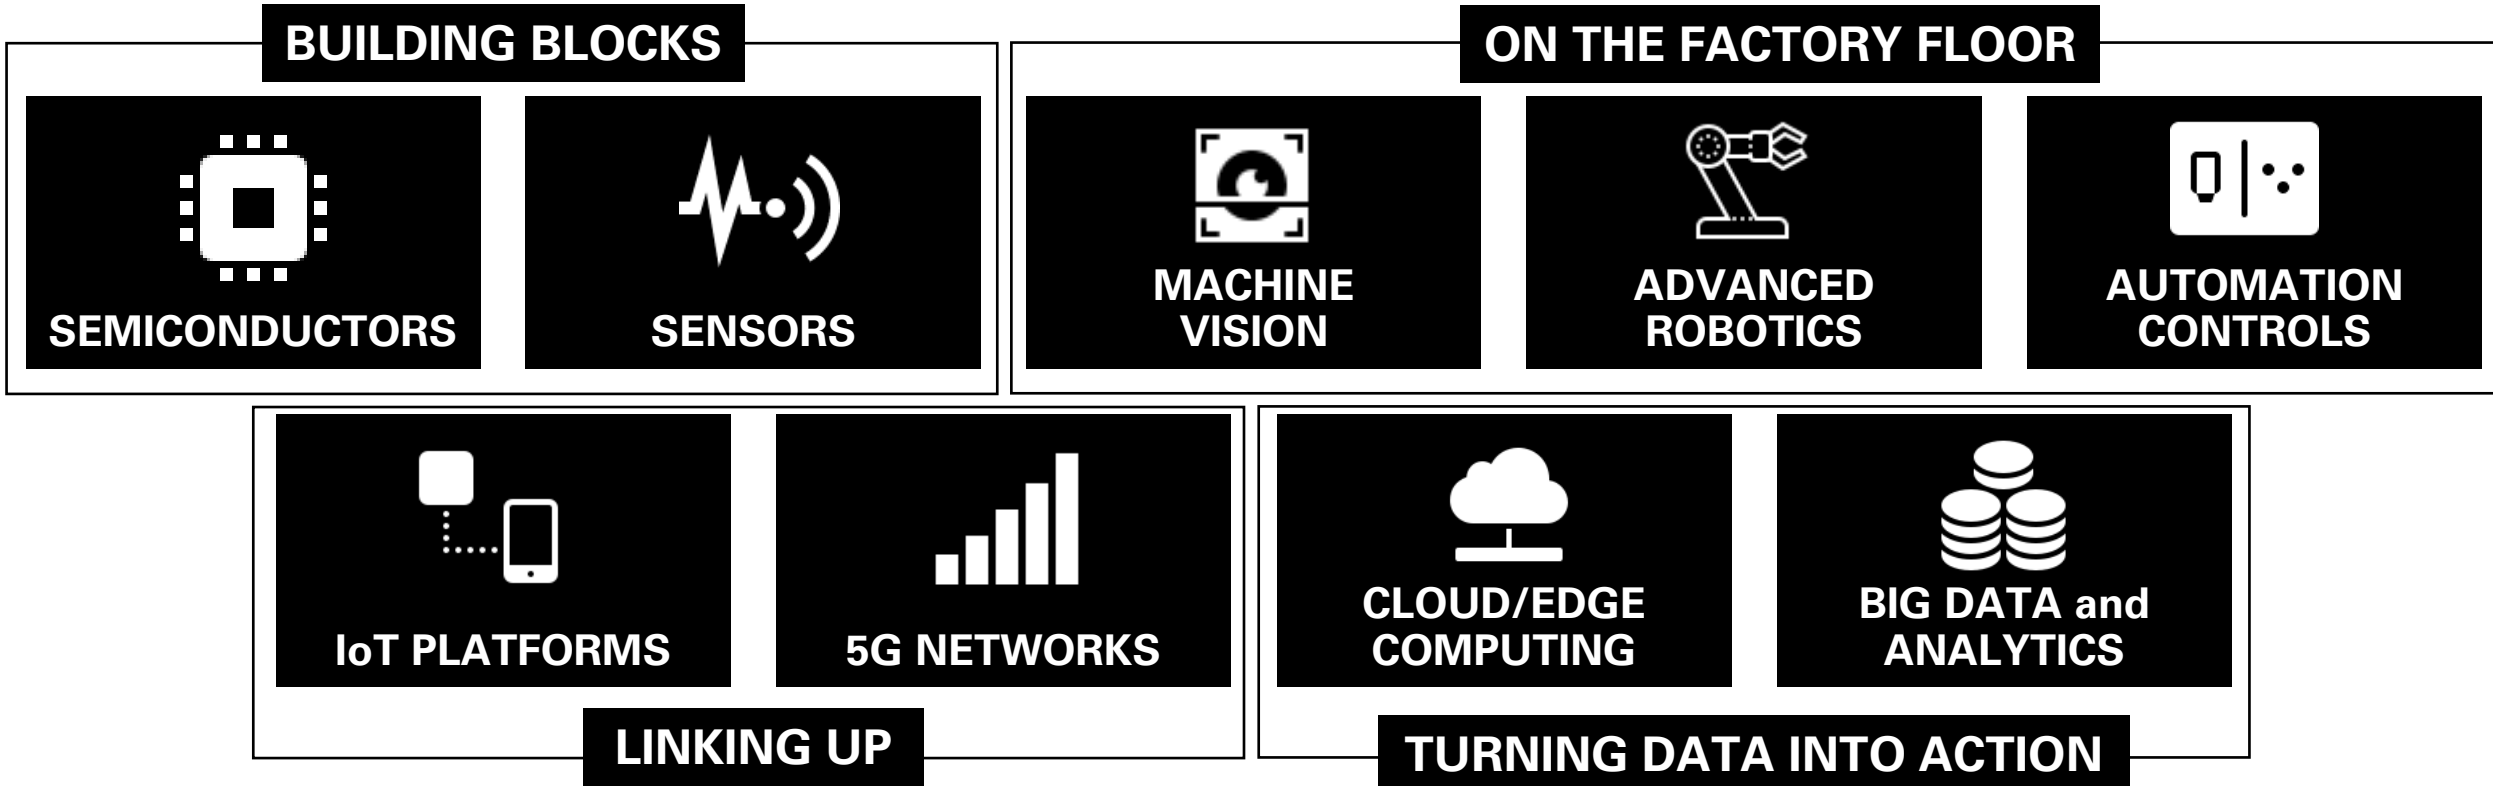 BUILDING BLOCKS
SEMICONDUCTORS
SENSORS
ON THE FACTORY FLOOR
MACHINE
VISION
ADVANCED
ROBOTICS
AUTOMATION
CONTROLS
IoT PLATFORMS
5G NETWORKS
LINKING UP
CLOUD/EDGE
COMPUTING
BIG DATA and
ANALYTICS
TURNING DATA INTO ACTION